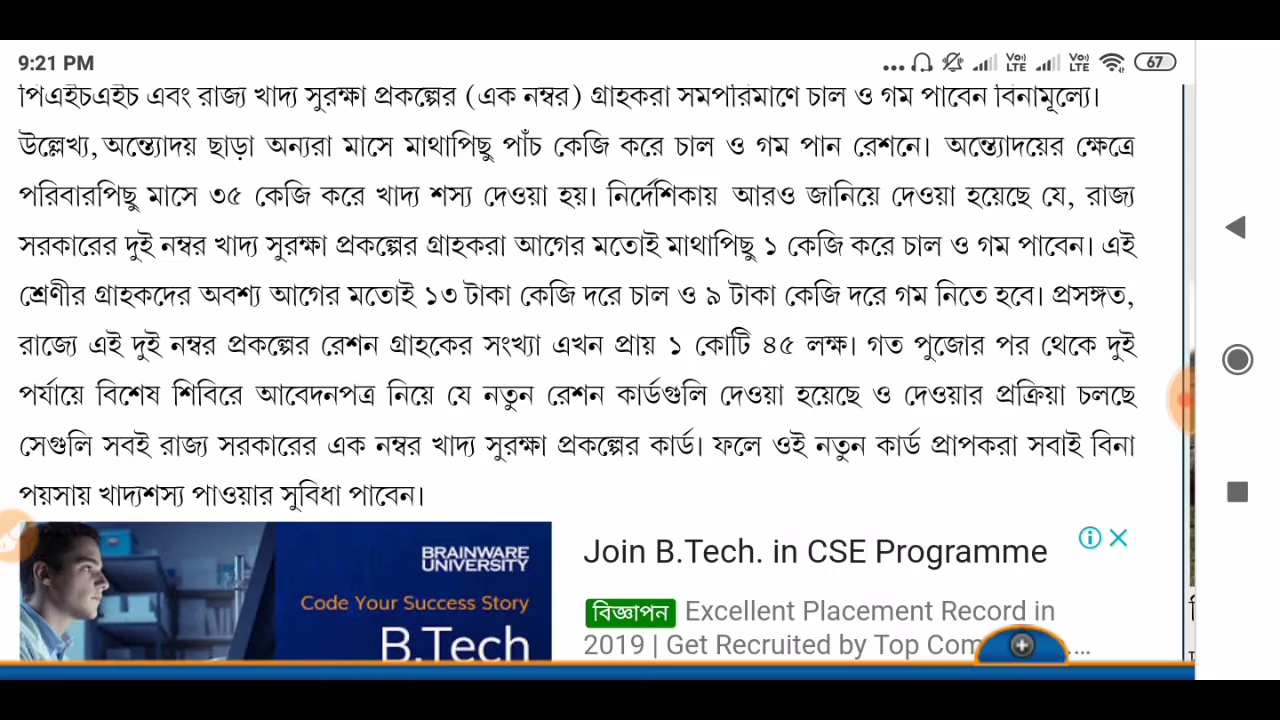 9:21 PM
67
পিএইচএইচ এবং রাজ্য খাদ্য সুরক্ষা প্রকল্পের (এক নম্বর) গ্রাহকরা সমপরিমাণে চাল ও গম পাবেন বিনামূল্যে।
উল্লেখ্য, অন্ত্যোদয় ছাড়া অন্যরা মাসে মাথাপিছু পাঁচ কেজি করে চাল ও গম পান রেশনে। অন্ত্যোদয়ের ক্ষেত্রে
পরিবারপিছু মাসে ৩৫ কেজি করে খাদ্য শস্য দেওয়া হয়। নির্দেশিকায় আরও জানিয়ে দেওয়া হয়েছে যে, রাজ্য
সরকারের দুই নম্বর খাদ্য সুরক্ষা প্রকল্পের গ্রাহকরা আগের মতোই মাথাপিছু ১ কেজি করে চাল ও গম পাবেন। এই
শ্রেণীর গ্রাহকদের অবশ্য আগের মতোই ১৩ টাকা কেজি দরে চাল ও ৯ টাকা কেজি দরে গম নিতে হবে। প্রসঙ্গত,
রাজ্যে এই দুই নম্বর প্রকল্পের রেশন গ্রাহকের সংখ্যা এখন প্রায় ১ কোটি ৪৫ লক্ষ। গত পুজোর পর থেকে দুই
পর্যায়ে বিশেষ শিবিরে আবেদনপত্র নিয়ে যে নতুন রেশন কার্ডগুলি দেওয়া হয়েছে ও দেওয়ার প্রক্রিয়া চলছে
সেগুলি সবই রাজ্য সরকারের এক নম্বর খাদ্য সুরক্ষা প্রকল্পের কার্ড। ফলে ওই নতুন কার্ড প্রাপকরা সবাই বিনা
পয়সায় খাদ্যশস্য পাওয়ার সুবিধা পাবেন।
BRAINWARE
UNIVERSITY
Code Your Success Story
B.Tech
Join B.Tech. in CSE Programme
বিজ্ঞাপন Excellent Placement Record in
2019 | Get Recruited by Top Com...